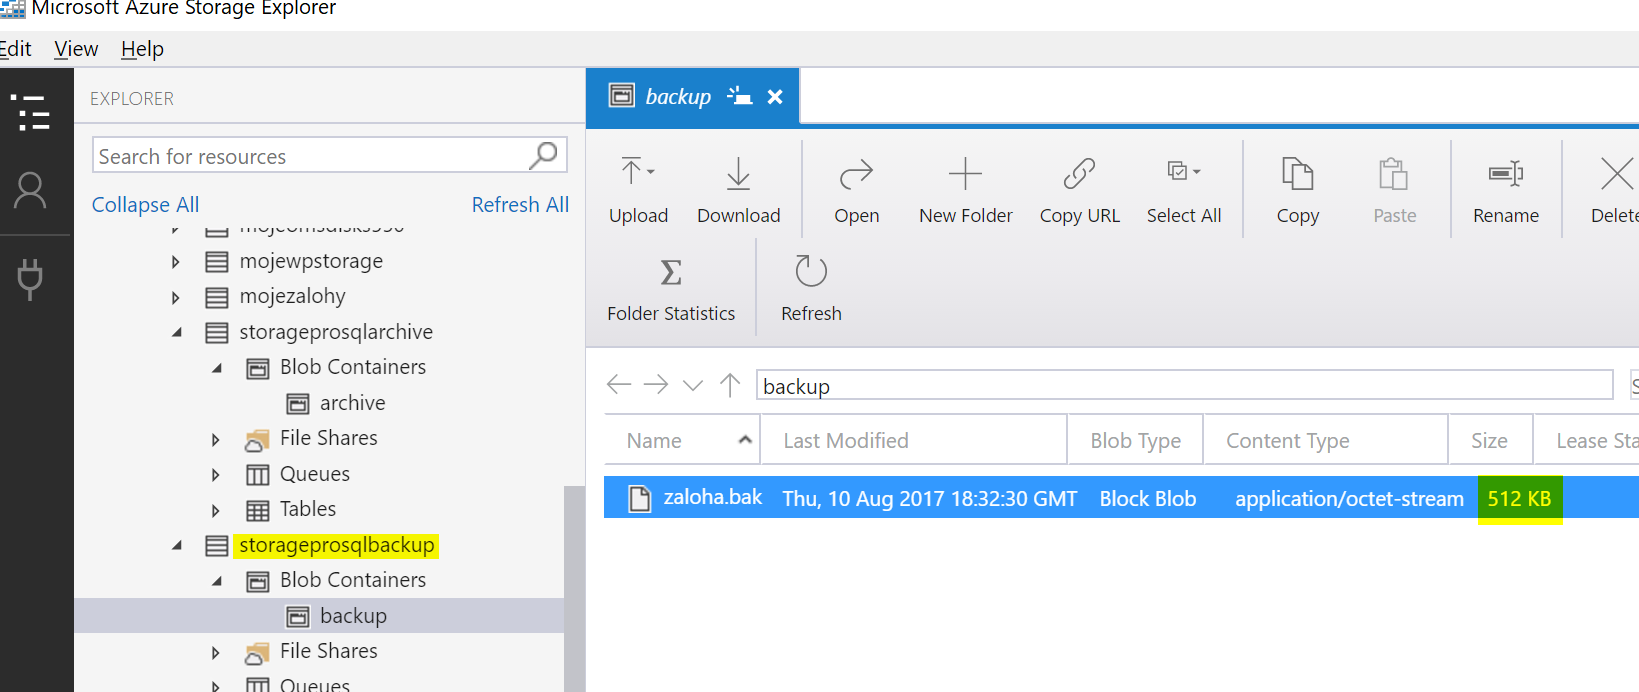 Microsoft Azure Storage Explorer
Edit View Help
EXPLORER
Search for resources
Collapse All Refresh All
mojewpstorage
mojezalohy
storageprosqlarchive
Blob Containers
archive
File Shares
Queues
Tables
storageprosqlbackup
Blob Containers
backup
File Shares
Queues
backup
Upload Download Open New Folder Copy URL Select All Copy Paste Rename Delete
Folder Statistics Refresh
backup
Name Last Modified Blob Type Content Type Size Lease Sta
zaloha.bak Thu, 10 Aug 2017 18:32:30 GMT Block Blob application/octet-stream 512 KB